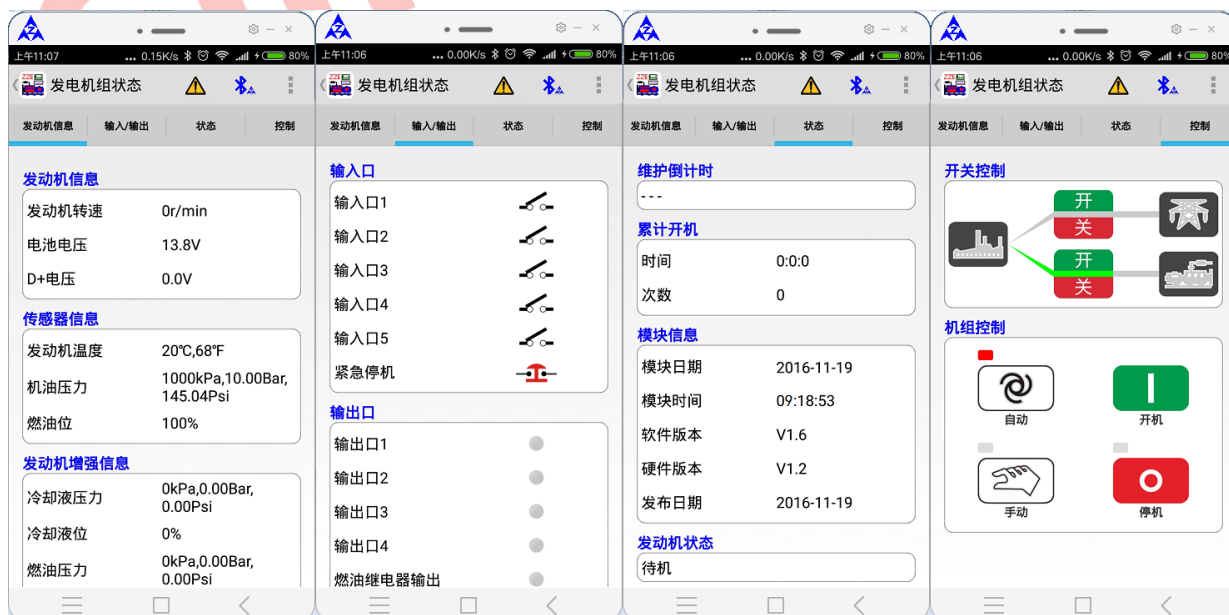 上午11:07 ... 0.15K/s 80%
发电机组状态
发动机信息 输入/输出 状态 控制
发动机信息
发动机转速 0r/min
电池电压 13.8V
D+电压 0.0V
传感器信息
发动机温度 20℃,68℉
机油压力 1000kPa,10.00Bar,
145.04Psi
燃油位 100%
发动机增强信息
冷却液压力 0kPa,0.00Bar,
0.00Psi
冷却液位 0%
燃油压力 0kPa,0.00Bar,
0.00Psi
上午11:06 ... 0.00K/s 80%
发电机组状态
发动机信息 输入/输出 状态 控制
输入口
输入口1
输入口2
输入口3
输入口4
输入口5
紧急停机
输出口
输出口1
输出口2
输出口3
输出口4
燃油继电器输出
上午11:06 ... 0.00K/s 80%
发电机组状态
发动机信息 输入/输出 状态 控制
维护倒计时
---
累计开机
时间 0:0:0
次数 0
模块信息
模块日期 2016-11-19
模块时间 09:18:53
软件版本 V1.6
硬件版本 V1.2
发布日期 2016-11-19
发动机状态
待机
上午11:06 ... 0.00K/s 80%
发电机组状态
发动机信息 输入/输出 状态 控制
开关控制
开
关
开
关
机组控制
自动 开机
手动 停机